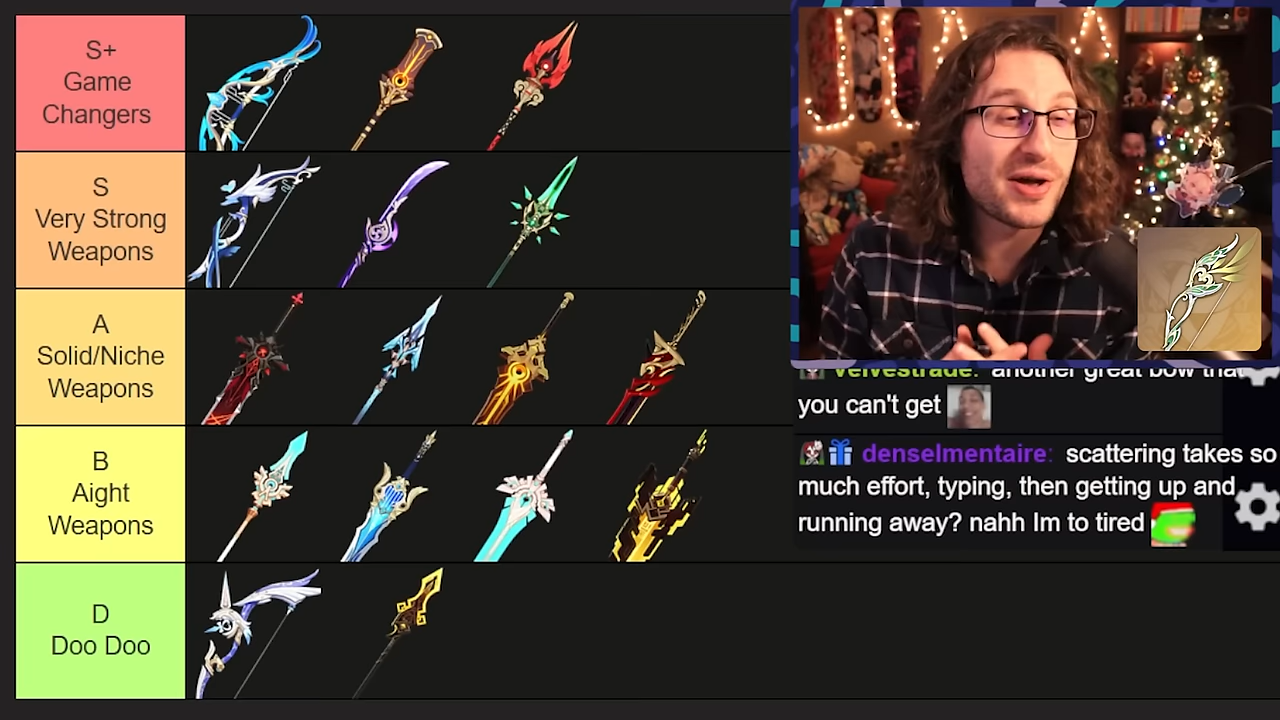 S+
Game
Changers
S
Very Strong
Weapons
A
Solid/Niche
Weapons
B
Aight
Weapons
D
Doo Doo
velvestrade: another great bow that
you can't get
denselmentaire: scattering takes so
much effort, typing, then getting up and
running away? nahh Im to tired